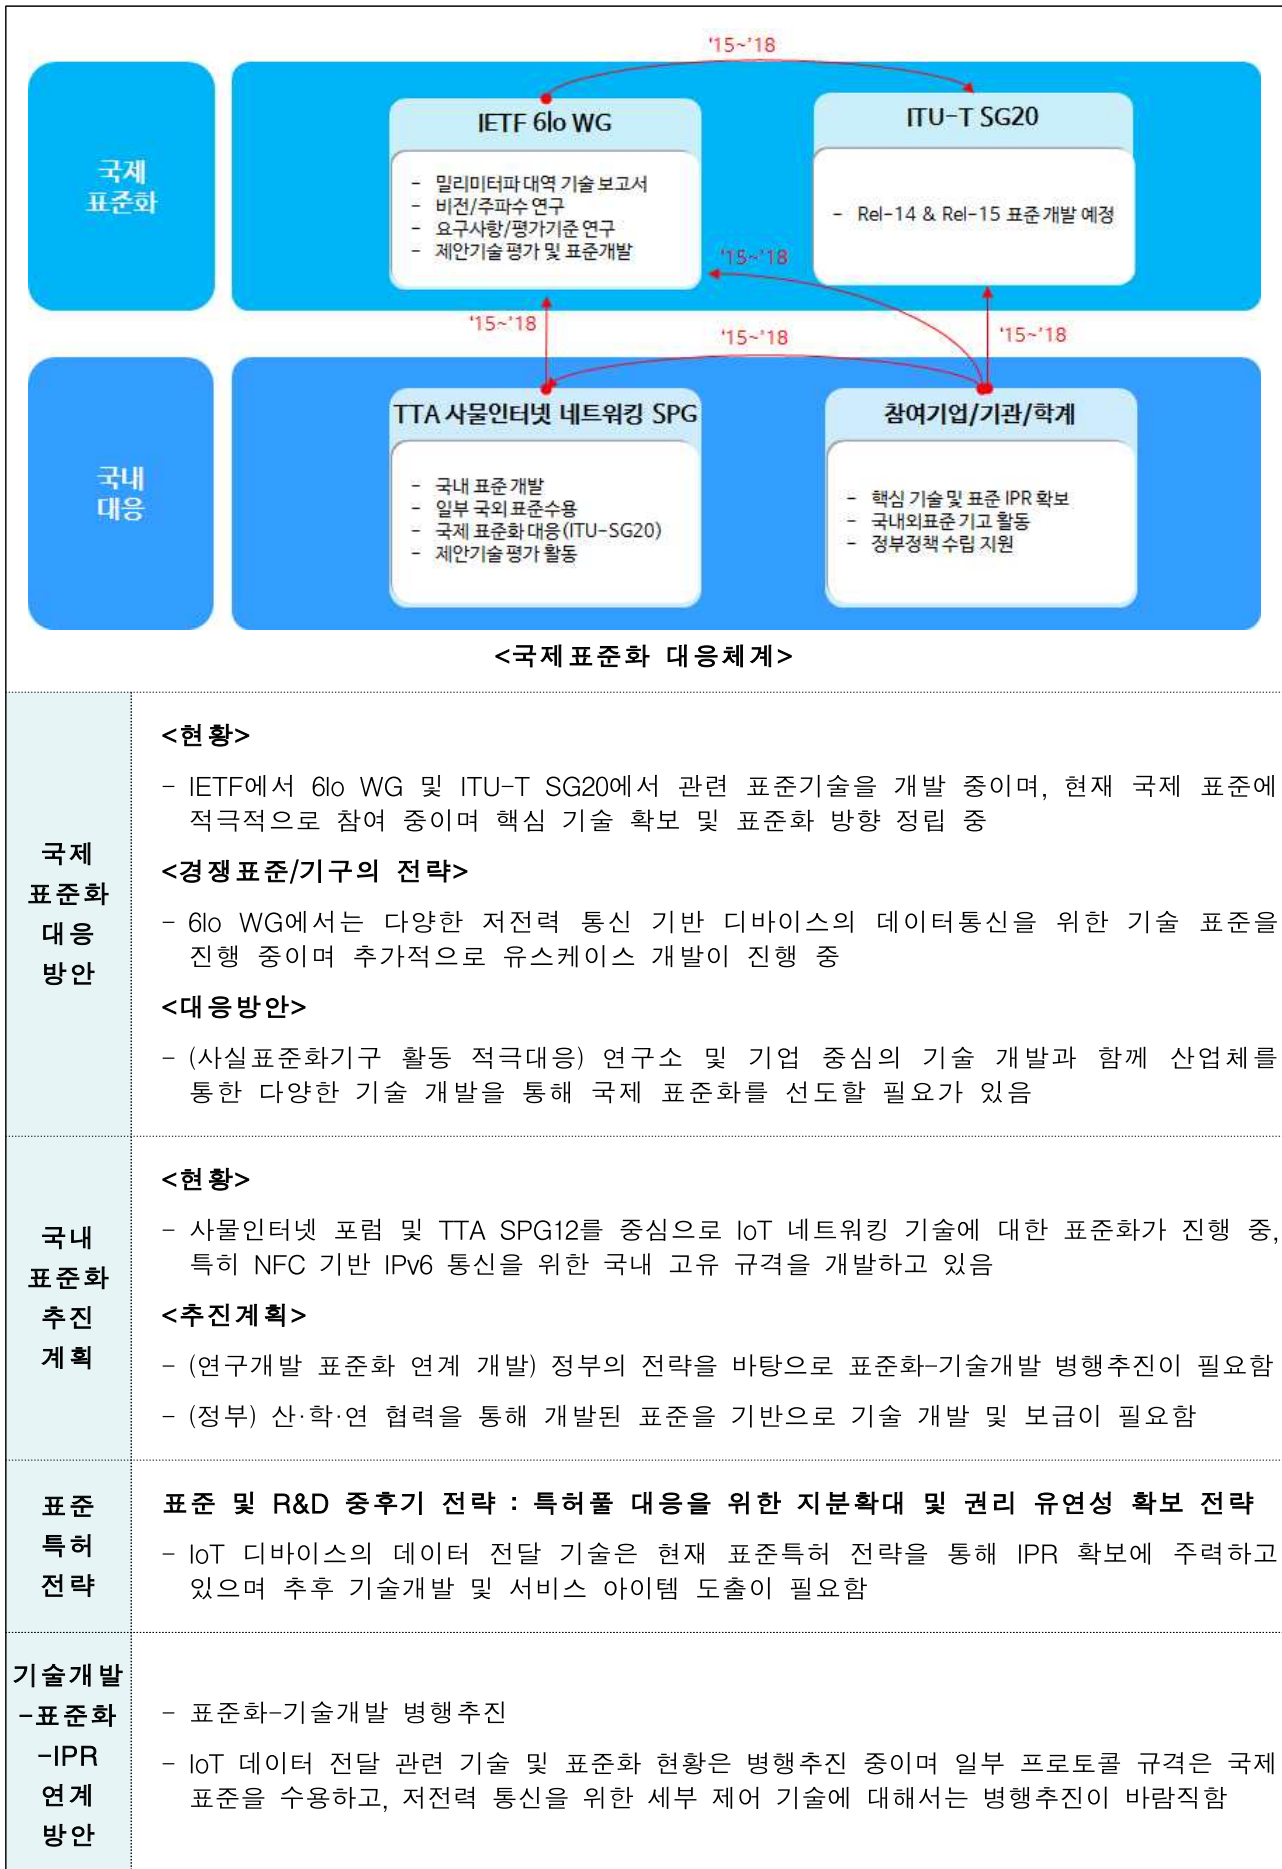 '15~'18
국제
표준화
IETF 6lo WG
- 밀리미터파 대역 기술 보고서
- 비전/주파수 연구
- 요구사항/평가기준 연구
- 제안기술 평가 및 표준개발
ITU-T SG20
- Rel-14 & Rel-15 표준 개발 예정
'15~'18
'15~'18
'15~'18
'15~'18
국내
대응
TTA 사물인터넷 네트워킹 SPG
- 국내 표준 개발
- 일부 국외 표준수용
- 국제 표준화 대응(ITU-SG20)
- 제안기술 평가 활동
참여기업/기관/학계
- 핵심 기술 및 표준 IPR 확보
- 국내외표준 기고 활동
- 정부정책 수립 지원
<국제표준화 대응체계>
국제
표준화
대응
방안
<현황>
- IETF에서 6lo WG 및 ITU-T SG20에서 관련 표준기술을 개발 중이며, 현재 국제 표준에
적극적으로 참여 중이며 핵심 기술 확보 및 표준화 방향 정립 중
<경쟁표준/기구의 전략>
- 6lo WG에서는 다양한 저전력 통신 기반 디바이스의 데이터통신을 위한 기술 표준을
진행 중이며 추가적으로 유스케이스 개발이 진행 중
<대응방안>
- (사실표준화기구 활동 적극대응) 연구소 및 기업 중심의 기술 개발과 함께 산업체를
통한 다양한 기술 개발을 통해 국제 표준화를 선도할 필요가 있음
국내
표준화
추진
계획
<현황>
- 사물인터넷 포럼 및 TTA SPG12를 중심으로 IoT 네트워킹 기술에 대한 표준화가 진행 중,
특히 NFC 기반 IPv6 통신을 위한 국내 고유 규격을 개발하고 있음
<추진계획>
- (연구개발 표준화 연계 개발) 정부의 전략을 바탕으로 표준화-기술개발 병행추진이 필요함
- (정부) 산·학·연 협력을 통해 개발된 표준을 기반으로 기술 개발 및 보급이 필요함
표준
특허
전략
표준 및 R&D 중후기 전략 : 특허풀 대응을 위한 지분확대 및 권리 유연성 확보 전략
- IoT 디바이스의 데이터 전달 기술은 현재 표준특허 전략을 통해 IPR 확보에 주력하고
있으며 추후 기술개발 및 서비스 아이템 도출이 필요함
기술개발
-표준화
-IPR
연계
방안
- 표준화-기술개발 병행추진
- IoT 데이터 전달 관련 기술 및 표준화 현황은 병행추진 중이며 일부 프로토콜 규격은 국제
표준을 수용하고, 저전력 통신을 위한 세부 제어 기술에 대해서는 병행추진이 바람직함